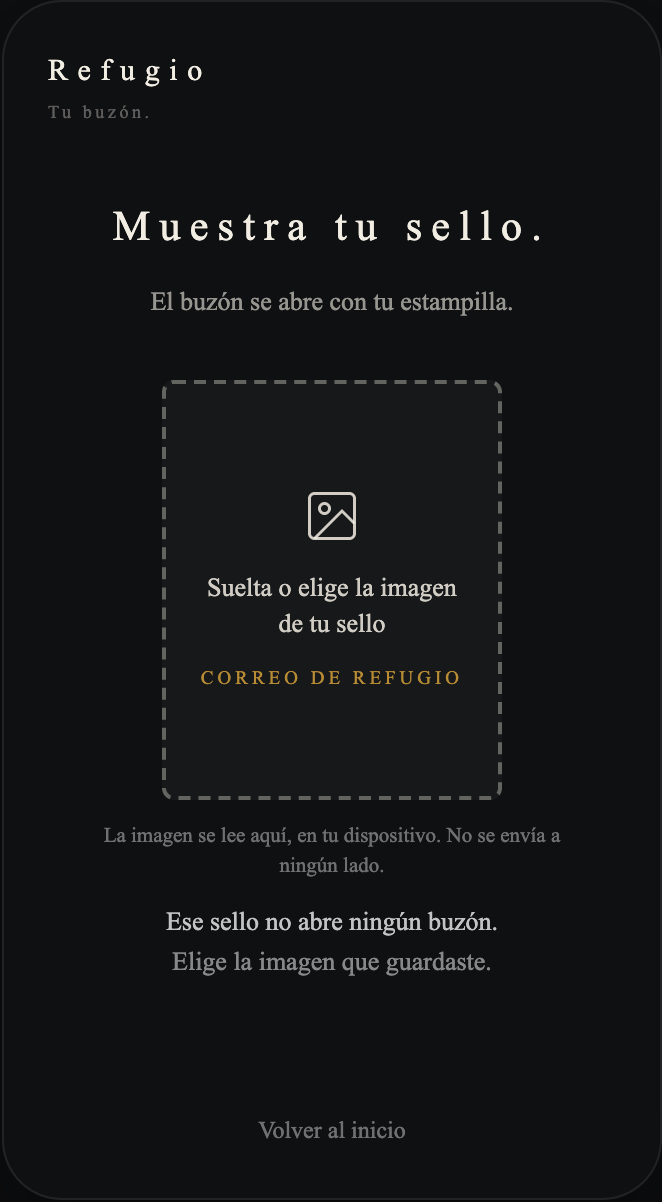 Refugio
Tu buzón.
Muestra tu sello.
El buzón se abre con tu estampilla.
Suelta o elige la imagen
de tu sello
CORREO DE REFUGIO
La imagen se lee aquí, en tu dispositivo. No se envía a
ningún lado.
Ese sello no abre ningún buzón.
Elige la imagen que guardaste.
Volver al inicio